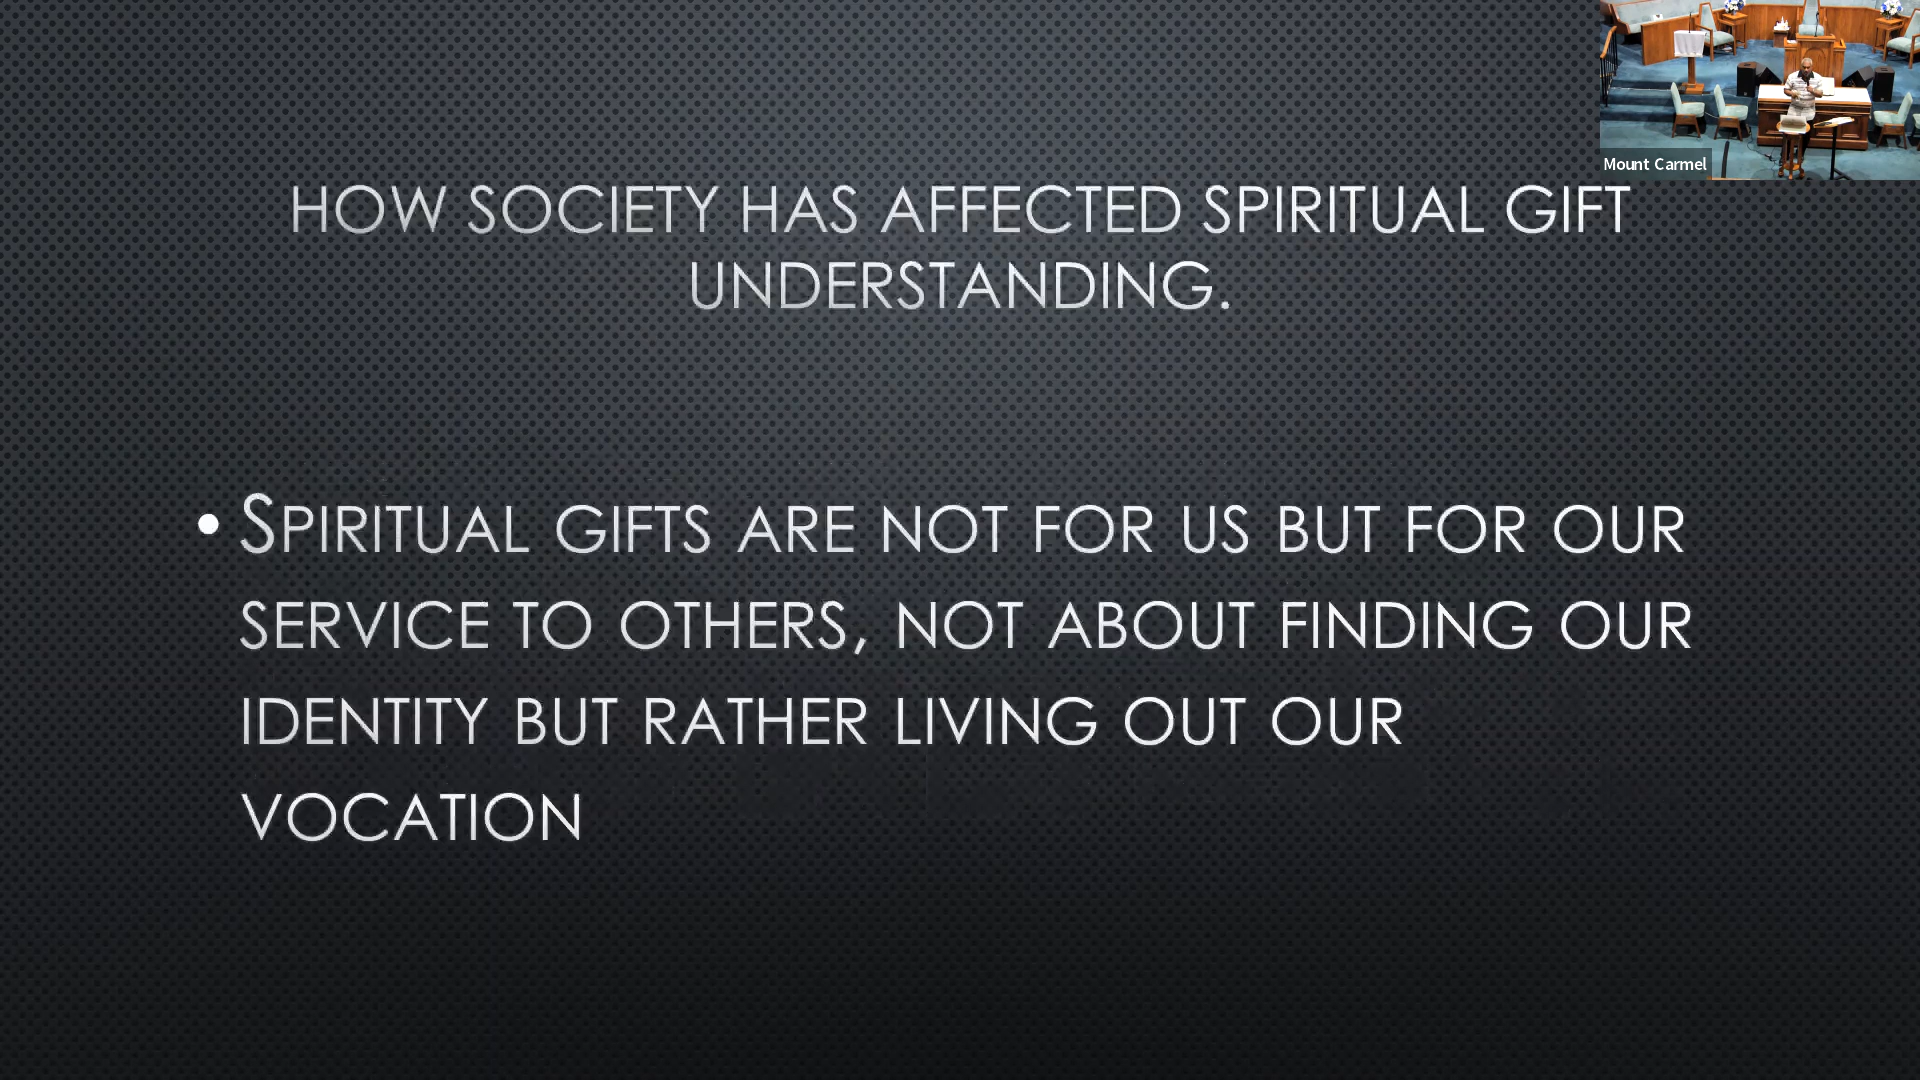 Mount Carmel
HOW SOCIETY HAS AFFECTED SPIRITUAL GIFT
UNDERSTANDING.
• SPIRITUAL GIFTS ARE NOT FOR US BUT FOR OUR
SERVICE TO OTHERS, NOT ABOUT FINDING OUR
IDENTITY BUT RATHER LIVING OUT OUR
VOCATION